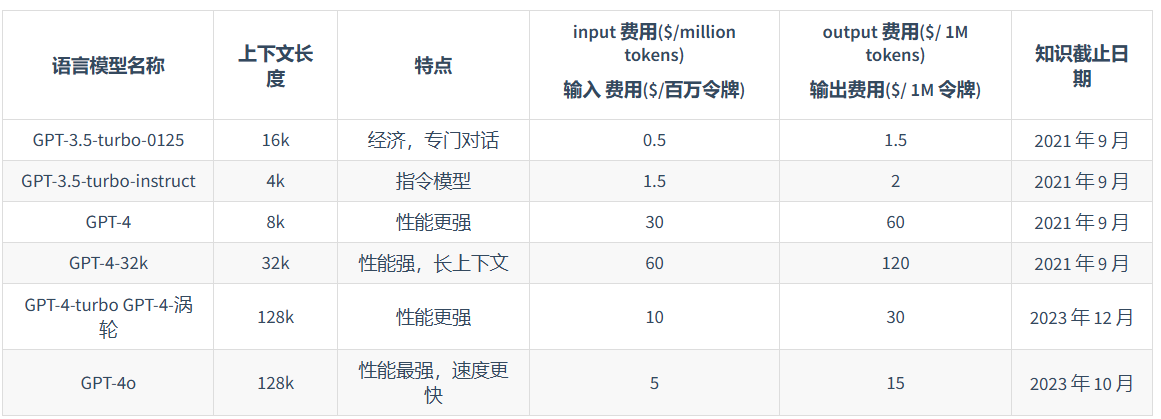 语言模型名称
上下文长
度
特点
input 费用($/million
tokens)
输入 费用($/百万令牌)
output 费用($/ 1M
tokens)
输出费用($/ 1M 令牌)
知识截止日
期
GPT-3.5-turbo-0125 16k 经济，专门对话 0.5 1.5 2021 年 9 月
GPT-3.5-turbo-instruct 4k 指令模型 1.5 2 2021 年 9 月
GPT-4 8k 性能更强 30 60 2021 年 9 月
GPT-4-32k 32k 性能强，长上下文 60 120 2021 年 9 月
GPT-4-turbo GPT-4-涡
轮
128k 性能更强 10 30 2023 年 12 月
GPT-4o 128k
性能最强，速度更
快
5 15 2023 年 10 月